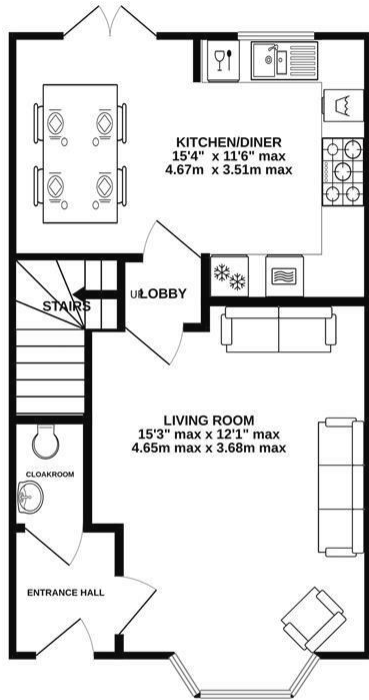 KITCHEN/DINER
15'4" x 11'6" max
4.67m x 3.51m max
STAIRS
UP
LOBBY
LIVING ROOM
15'3" max x 12'1" max
4.65m max x 3.68m max
CLOAKROOM
ENTRANCE HALL